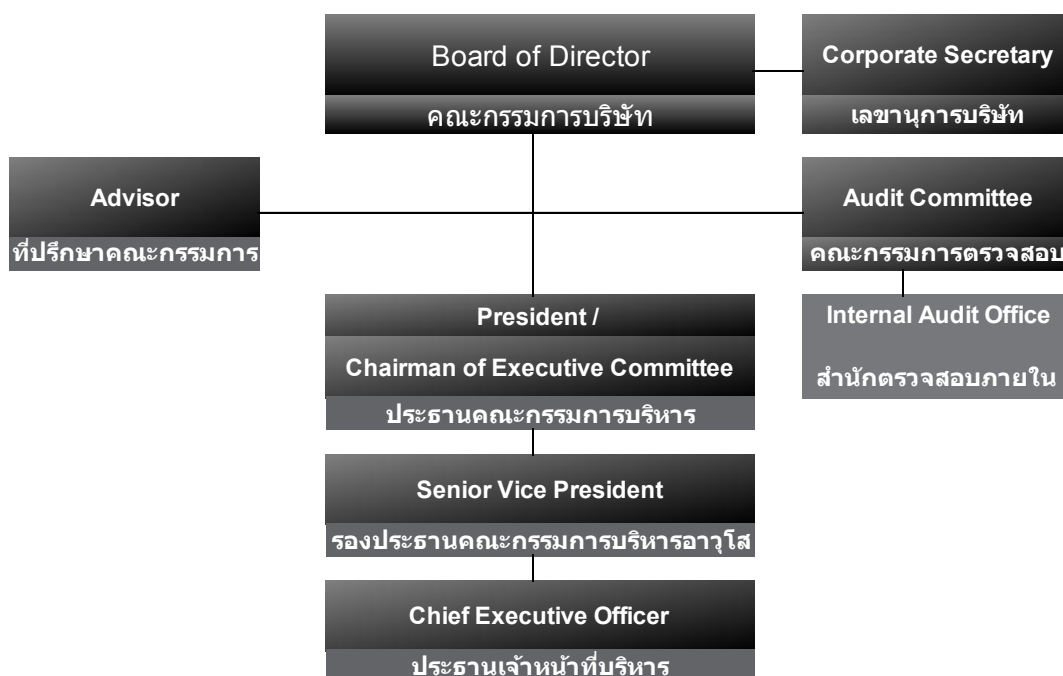 Board of Director
คณะกรรมการบริษัท
Corporate Secretary
เลขานุการบริษัท
Advisor
ที่ปรึกษาคณะกรรมการ
Audit Committee
คณะกรรมการตรวจสอบ
President /
Chairman of Executive Committee
ประธานคณะกรรมการบริหาร
Internal Audit Office
สำนักตรวจสอบภายใน
Senior Vice President
รองประธานคณะกรรมการบริหารอาวุโส
Chief Executive Officer
ประธานเจ้าหน้าที่บริหาร